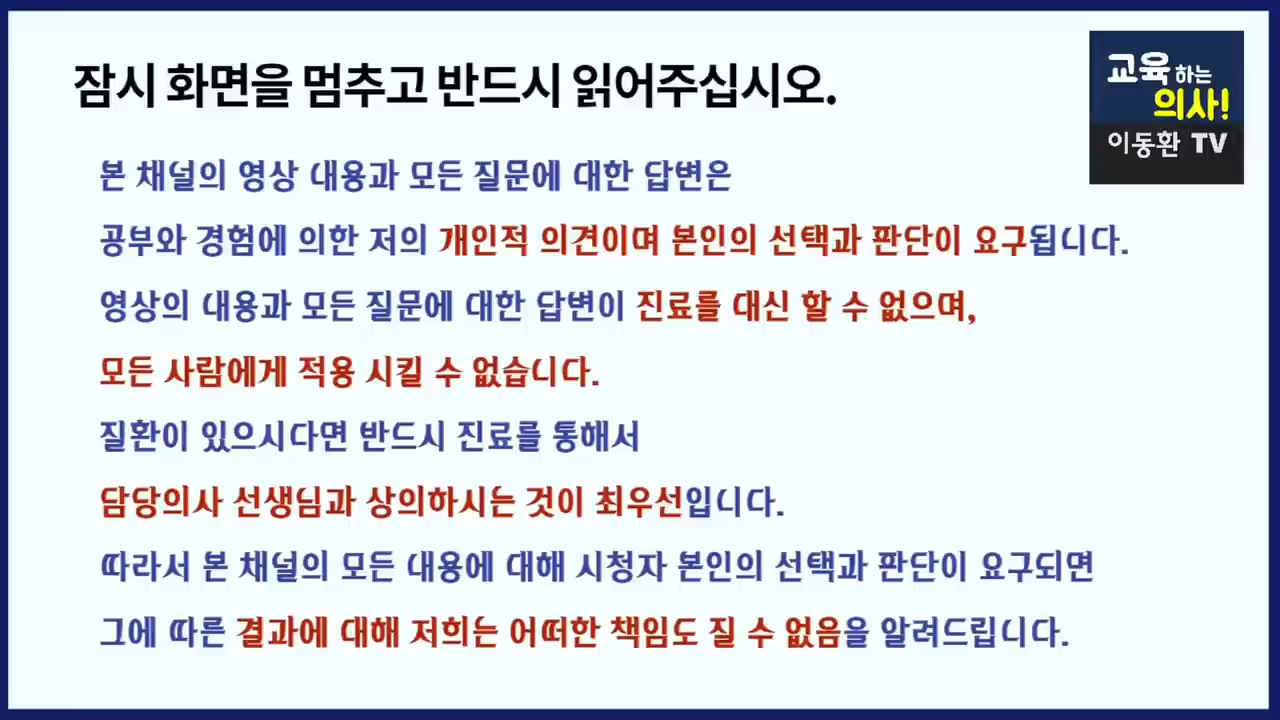 잠시 화면을 멈추고 반드시 읽어주십시오.
교육하는
의사!
이동환 TV
본 채널의 영상 내용과 모든 질문에 대한 답변은
공부와 경험에 의한 저의 개인적 의견이며 본인의 선택과 판단이 요구됩니다.
영상의 내용과 모든 질문에 대한 답변이 진료를 대신 할 수 없으며,
모든 사람에게 적용 시킬 수 없습니다.
질환이 있으시다면 반드시 진료를 통해서
담당의사 선생님과 상의하시는 것이 최우선입니다.
따라서 본 채널의 모든 내용에 대해 시청자 본인의 선택과 판단이 요구되면
그에 따른 결과에 대해 저희는 어떠한 책임도 질 수 없음을 알려드립니다.